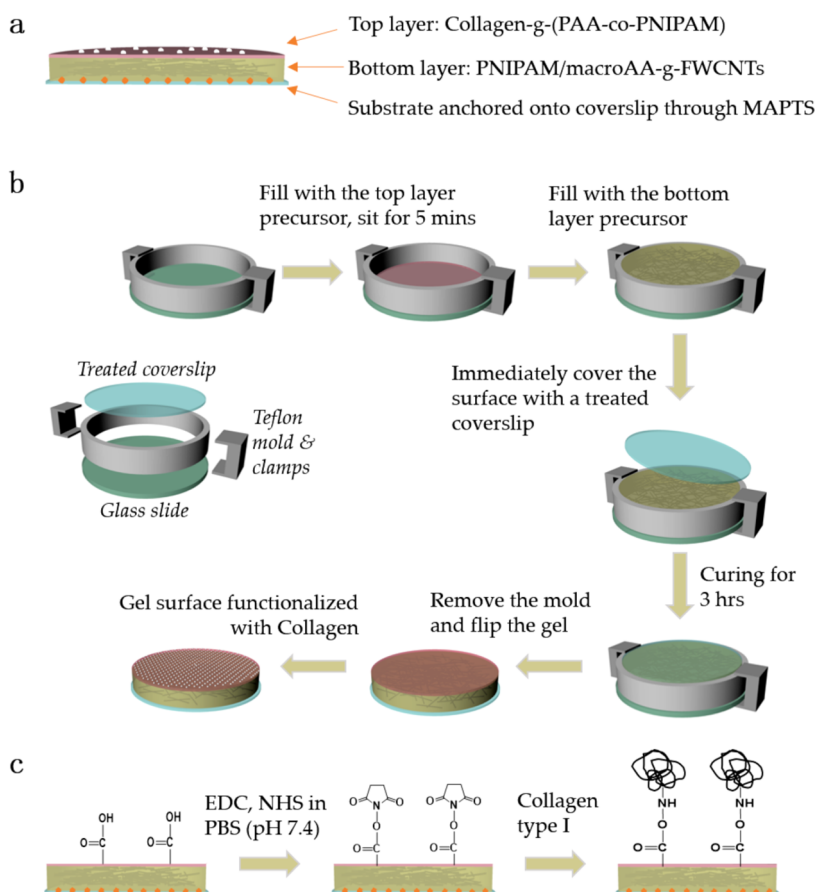 a
Top layer: Collagen-g-(PAA-co-PNIPAM)
Bottom layer: PNIPAM/macroAA-g-FWCNTs
Substrate anchored onto coverslip through MAPTS
b
Fill with the top layer
precursor, sit for 5 mins
Fill with the bottom
layer precursor
Treated coverslip
Teflon
mold &
clamps
Glass slide
Immediately cover the
surface with a treated
coverslip
Curing for
3 hrs
Remove the mold
and flip the gel
Gel surface functionalized
with Collagen
c
OH
O=C
OH
O=C
EDC, NHS in
PBS (pH 7.4)
O N O
O
O=C
O N O
O
O=C
Collagen
type I
NH
O
O=C
NH
O
O=C